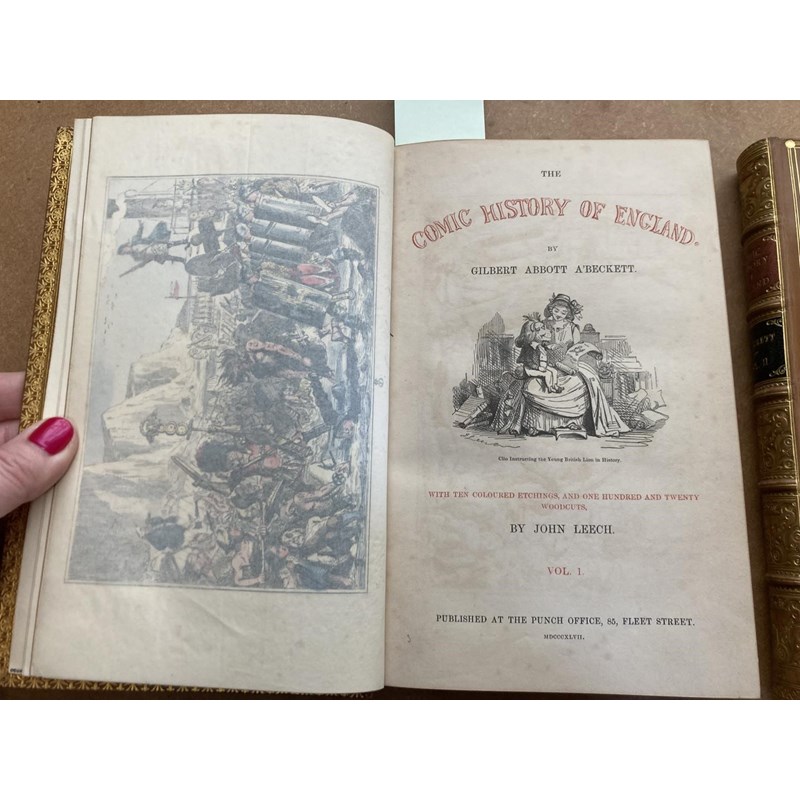 THE
COMIC HISTORY OF ENGLAND.
BY
GILBERT ABBOTT A'BECKETT.
Clio Instructing the Young British Lion in History.
WITH TEN COLOURED ETCHINGS, AND ONE HUNDRED AND TWENTY
WOODCUTS,
BY JOHN LEECH.
VOL. I.
PUBLISHED AT THE PUNCH OFFICE, 85, FLEET STREET.
MDCCCXLVII.